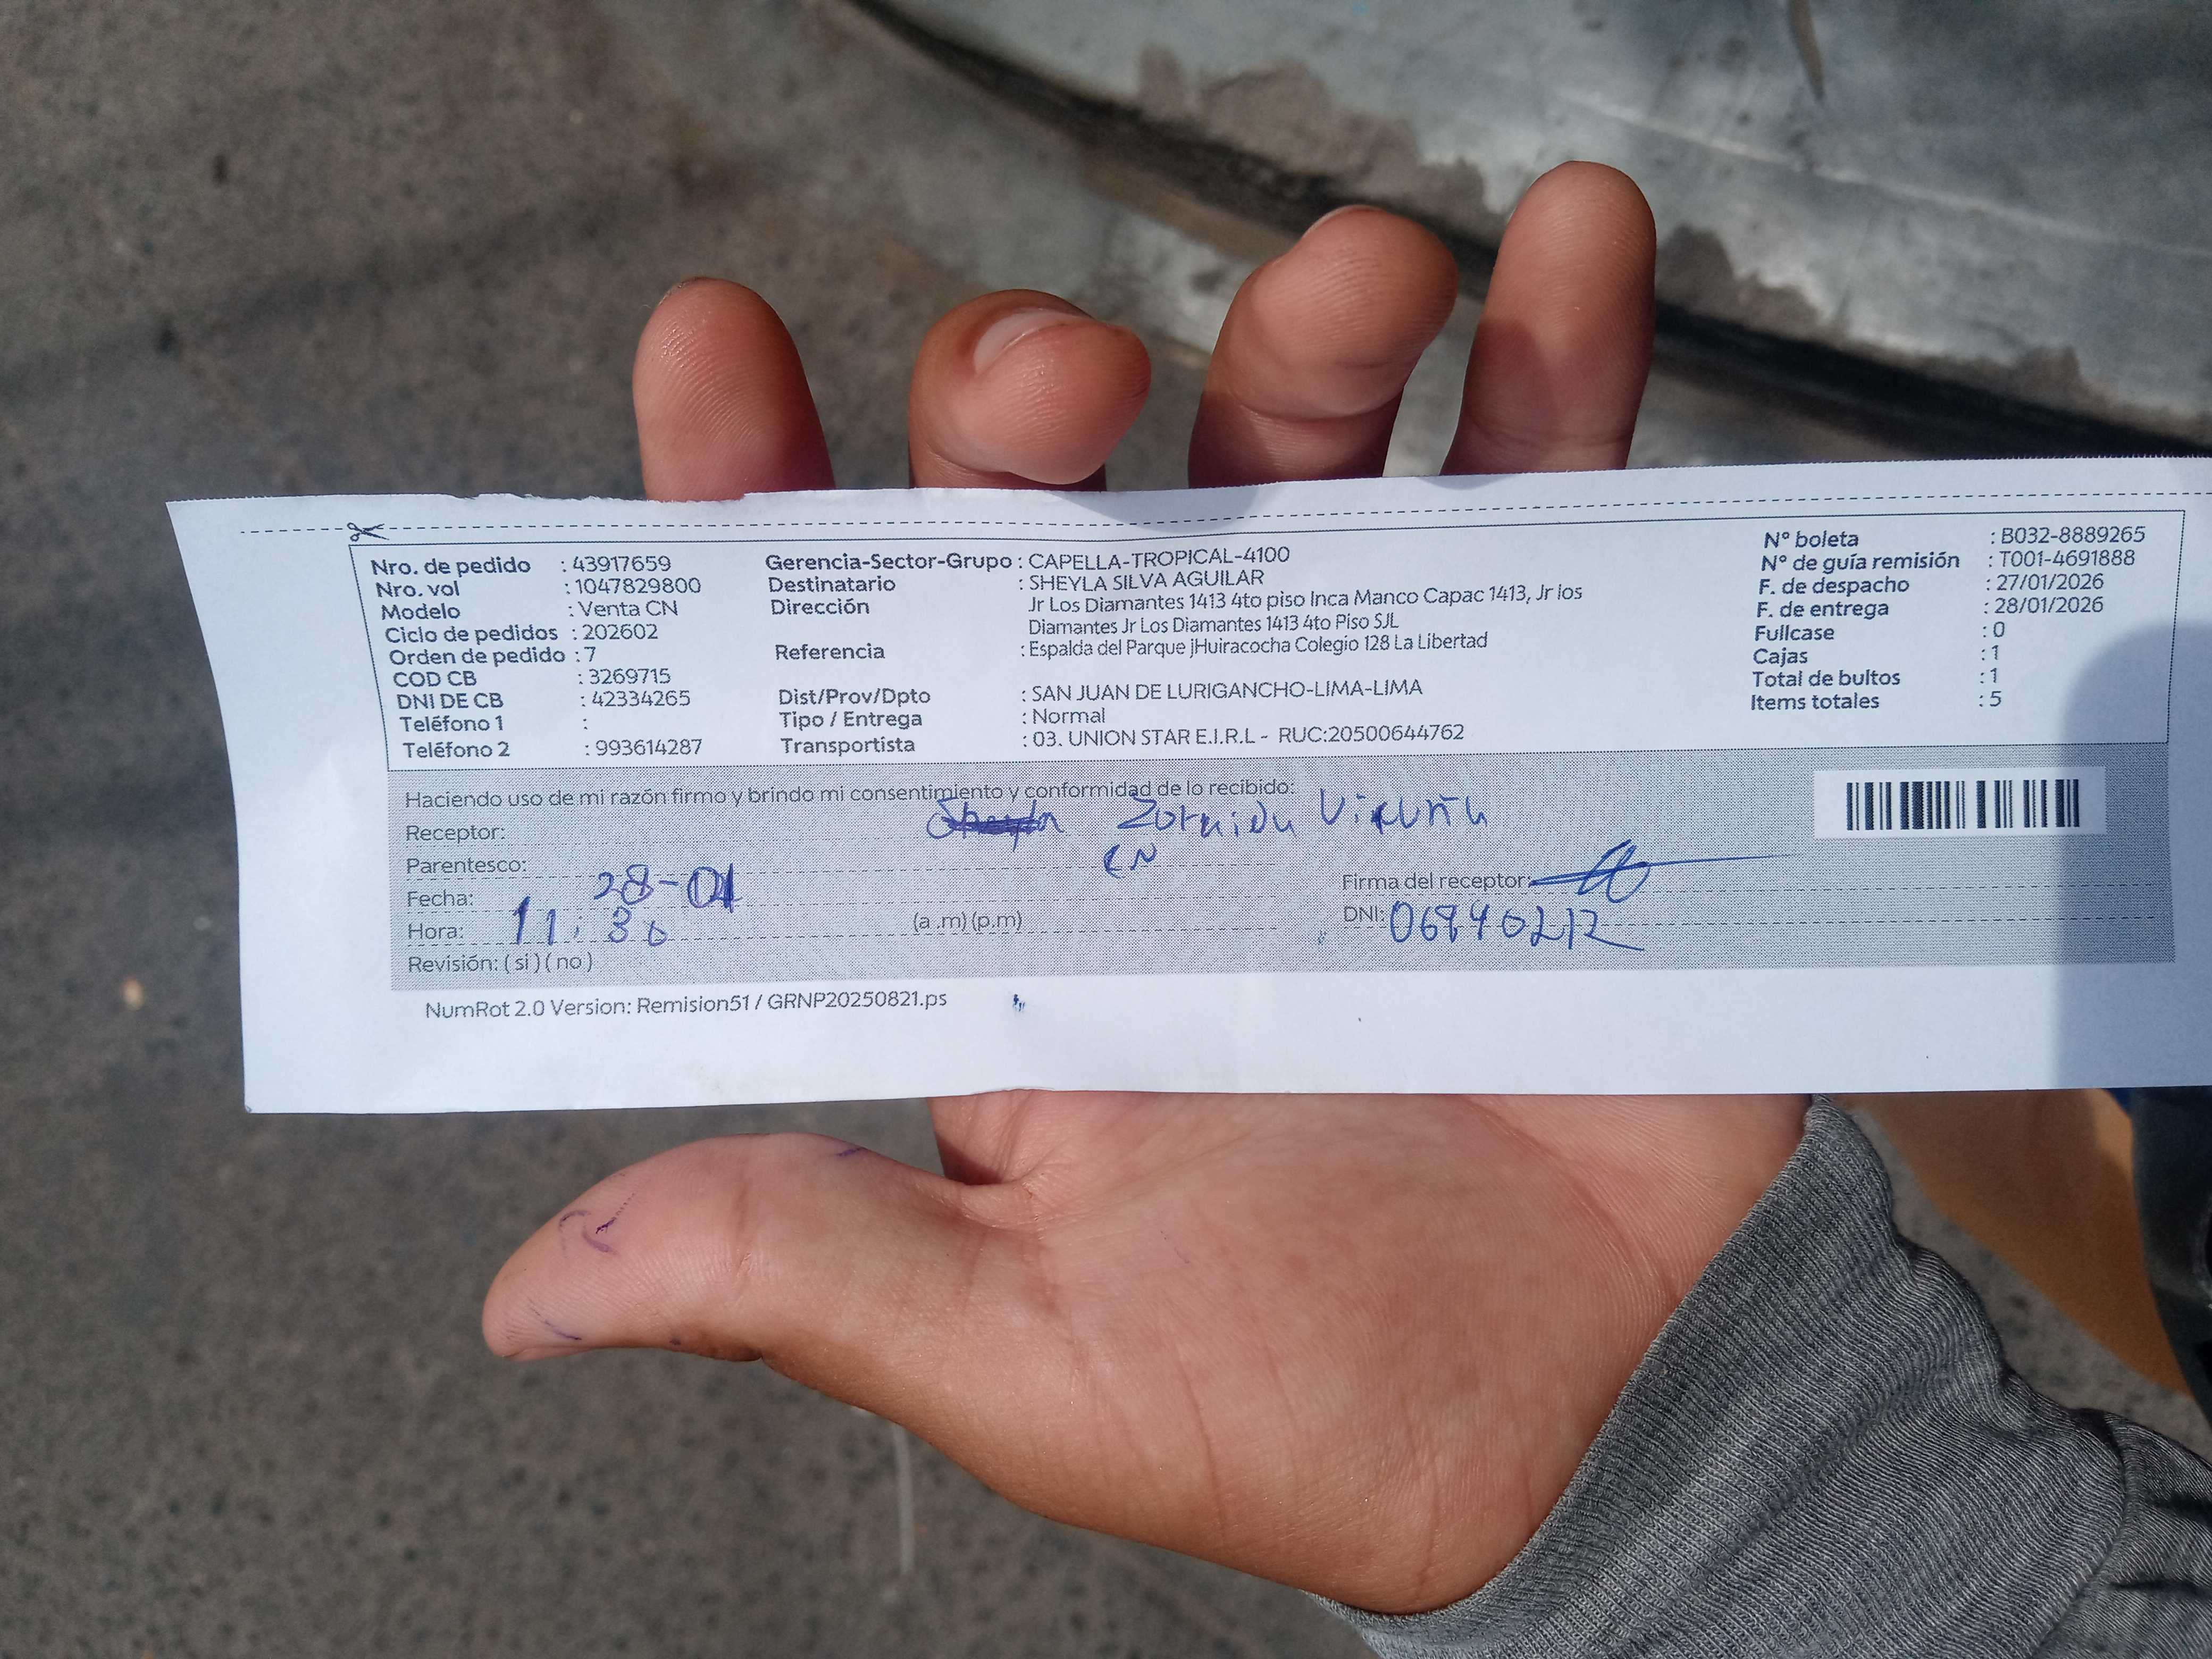 Nro. de pedido : 43917659
Nro. vol : 1047829800
Modelo : Venta CN
Ciclo de pedidos : 202602
Orden de pedido : 7
COD CB : 3269715
DNI DE CB : 42334265
Teléfono 1 :
Teléfono 2 : 993614287
Gerencia-Sector-Grupo : CAPELLA-TROPICAL-4100
Destinatario : SHEYLA SILVA AGUILAR
Dirección Jr Los Diamantes 1413 4to piso Inca Manco Capac 1413, Jr los
Diamantes Jr Los Diamantes 1413 4to Piso SJL
Referencia : Espalda del Parque jHuiracocha Colegio 128 La Libertad
Dist/Prov/Dpto : SAN JUAN DE LURIGANCHO-LIMA-LIMA
Tipo / Entrega : Normal
Transportista : 03. UNION STAR E.I.R.L - RUC:20500644762
N° boleta : B032-8889265
N° de guía remisión : T001-4691888
F. de despacho : 27/01/2026
F. de entrega : 28/01/2026
Fullcase : 0
Cajas : 1
Total de bultos : 1
Items totales : 5
Haciendo uso de mi razón firmo y brindo mi consentimiento y conformidad de lo recibido:
Receptor: Zoraida Vicuña
Parentesco: CN
Fecha: 28-01
Hora: 11:30 (a .m) (p.m)
Revisión: ( si ) ( no )
Firma del receptor:
DNI:
NumRot 2.0 Version: Remision51 / GRNP20250821.ps